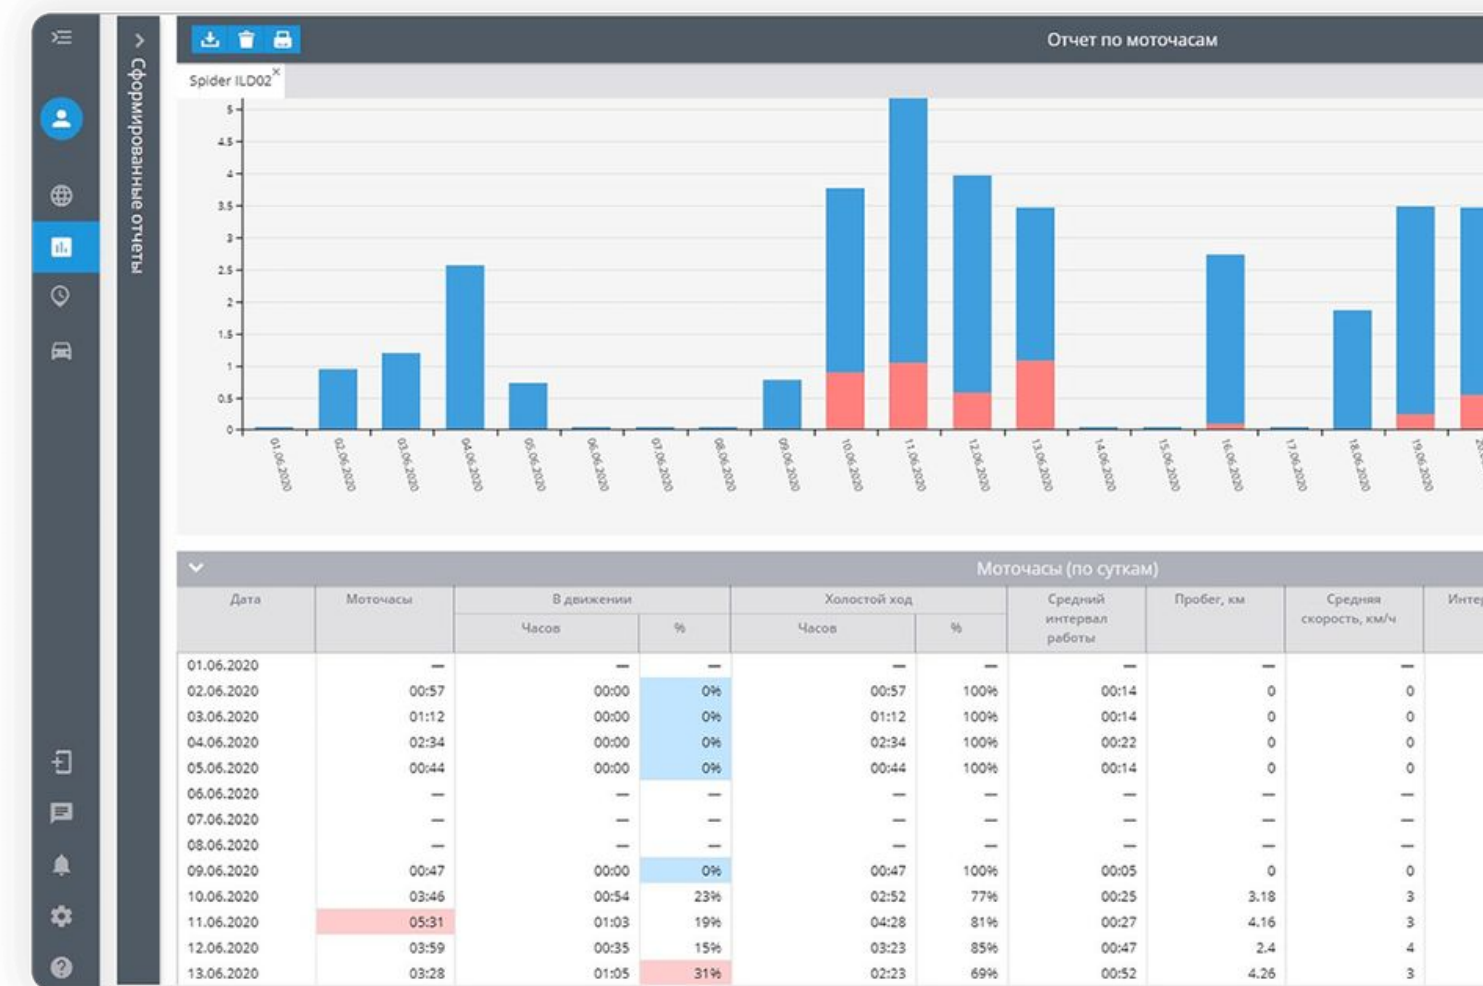 Отчет по моточасам
Сформированные отчеты
Spider ILD02
5
4.5
4
3.5
3
2.5
2
1.5
1
0.5
0
01.06.2020 02.06.2020 03.06.2020 04.06.2020 05.06.2020 06.06.2020 07.06.2020 08.06.2020 09.06.2020 10.06.2020 11.06.2020 12.06.2020 13.06.2020 14.06.2020 15.06.2020 16.06.2020 17.06.2020 18.06.2020 19.06.2020
Моточасы (по суткам)
Дата Моточасы В движении Холостой ход Средний Пробег, км Средняя
Часов % Часов % интервал скорость, км/ч
работы
01.06.2020 — — — — — — — —
02.06.2020 00:57 00:00 0% 00:57 100% 00:14 0 0
03.06.2020 01:12 00:00 0% 01:12 100% 00:14 0 0
04.06.2020 02:34 00:00 0% 02:34 100% 00:22 0 0
05.06.2020 00:44 00:00 0% 00:44 100% 00:14 0 0
06.06.2020 — — — — — — — —
07.06.2020 — — — — — — — —
08.06.2020 — — — — — — — —
09.06.2020 00:47 00:00 0% 00:47 100% 00:05 0 0
10.06.2020 03:46 00:54 23% 02:52 77% 00:25 3.18 3
11.06.2020 05:31 01:03 19% 04:28 81% 00:27 4.16 3
12.06.2020 03:59 00:35 15% 03:23 85% 00:47 2.4 4
13.06.2020 03:28 01:05 31% 02:23 69% 00:52 4.26 3